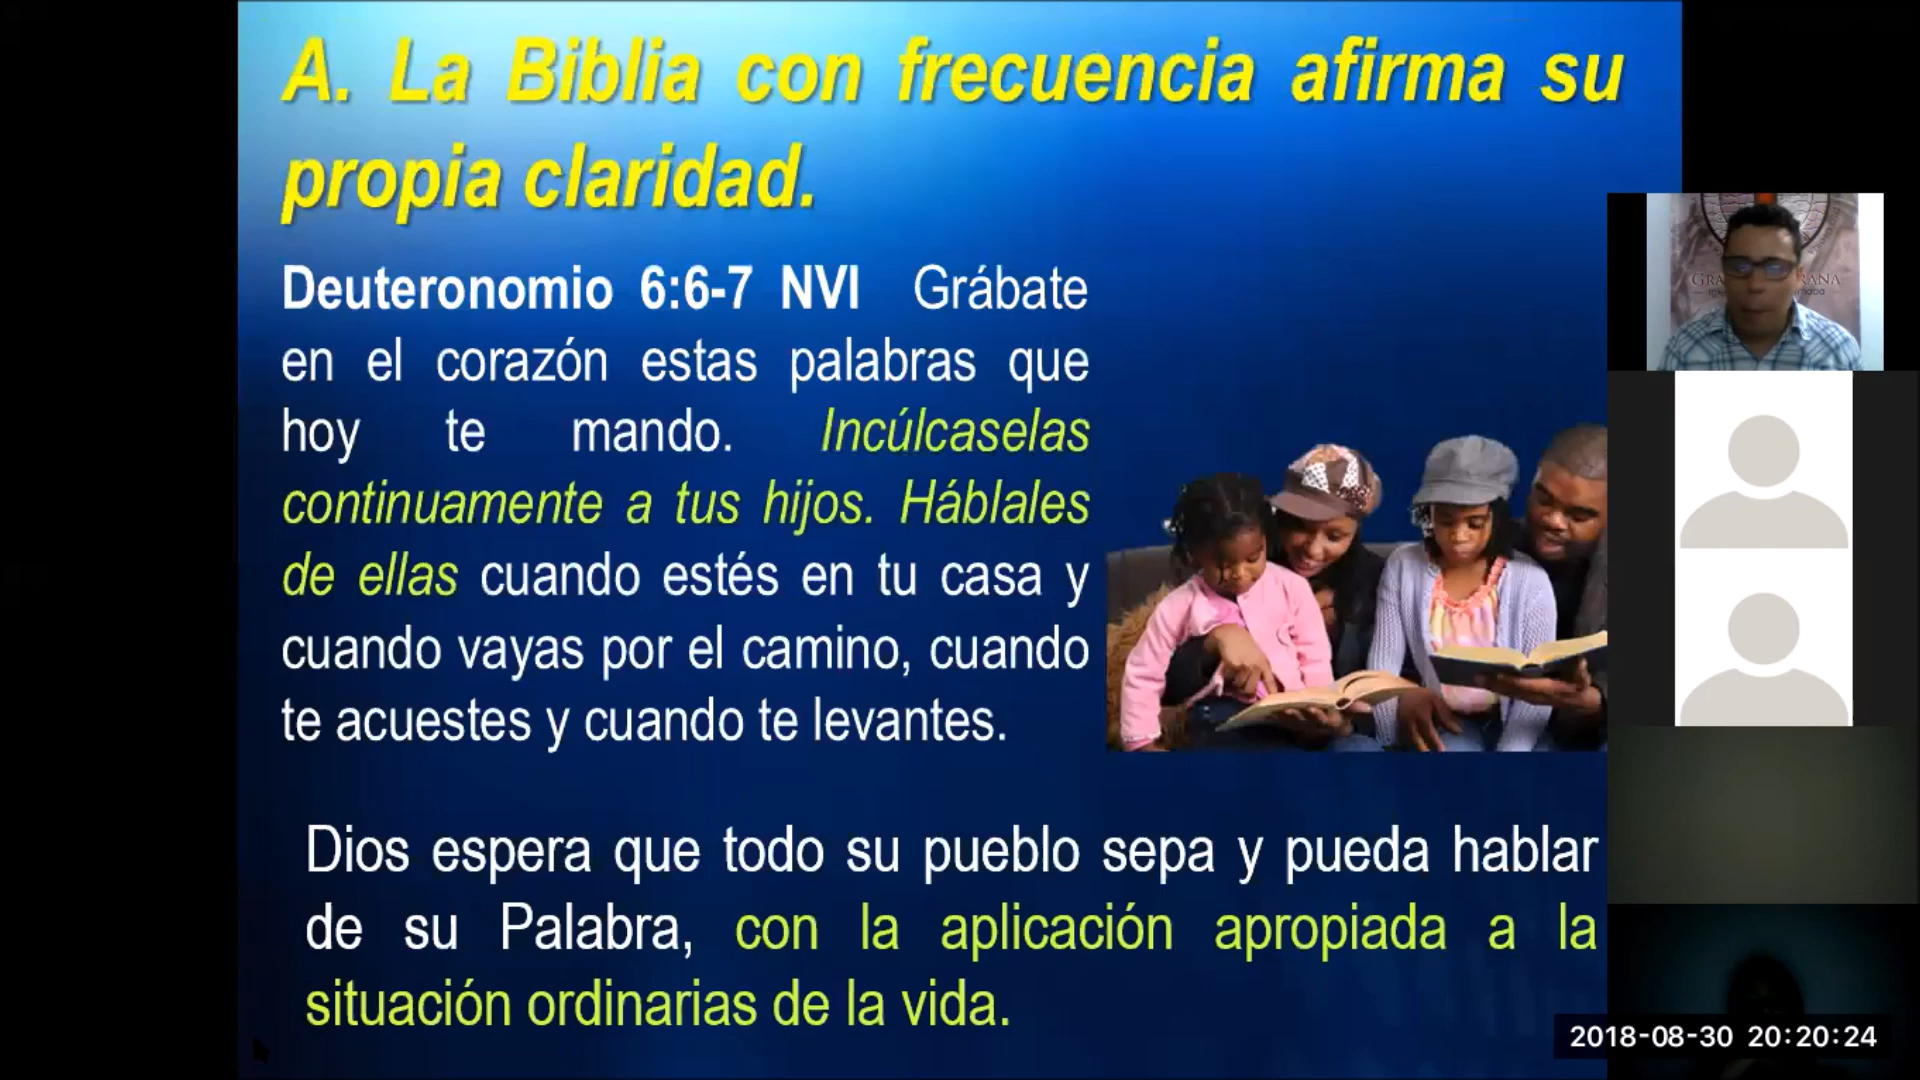 A. La Biblia con frecuencia afirma su
propia claridad.
Deuteronomio 6:6-7 NVI Grábate
en el corazón estas palabras que
hoy te mando. Incúlcaselas
continuamente a tus hijos. Háblales
de ellas cuando estés en tu casa y
cuando vayas por el camino, cuando
te acuestes y cuando te levantes.
Dios espera que todo su pueblo sepa y pueda hablar
de su Palabra, con la aplicación apropiada a la
situación ordinarias de la vida.
2018-08-30 20:20:24